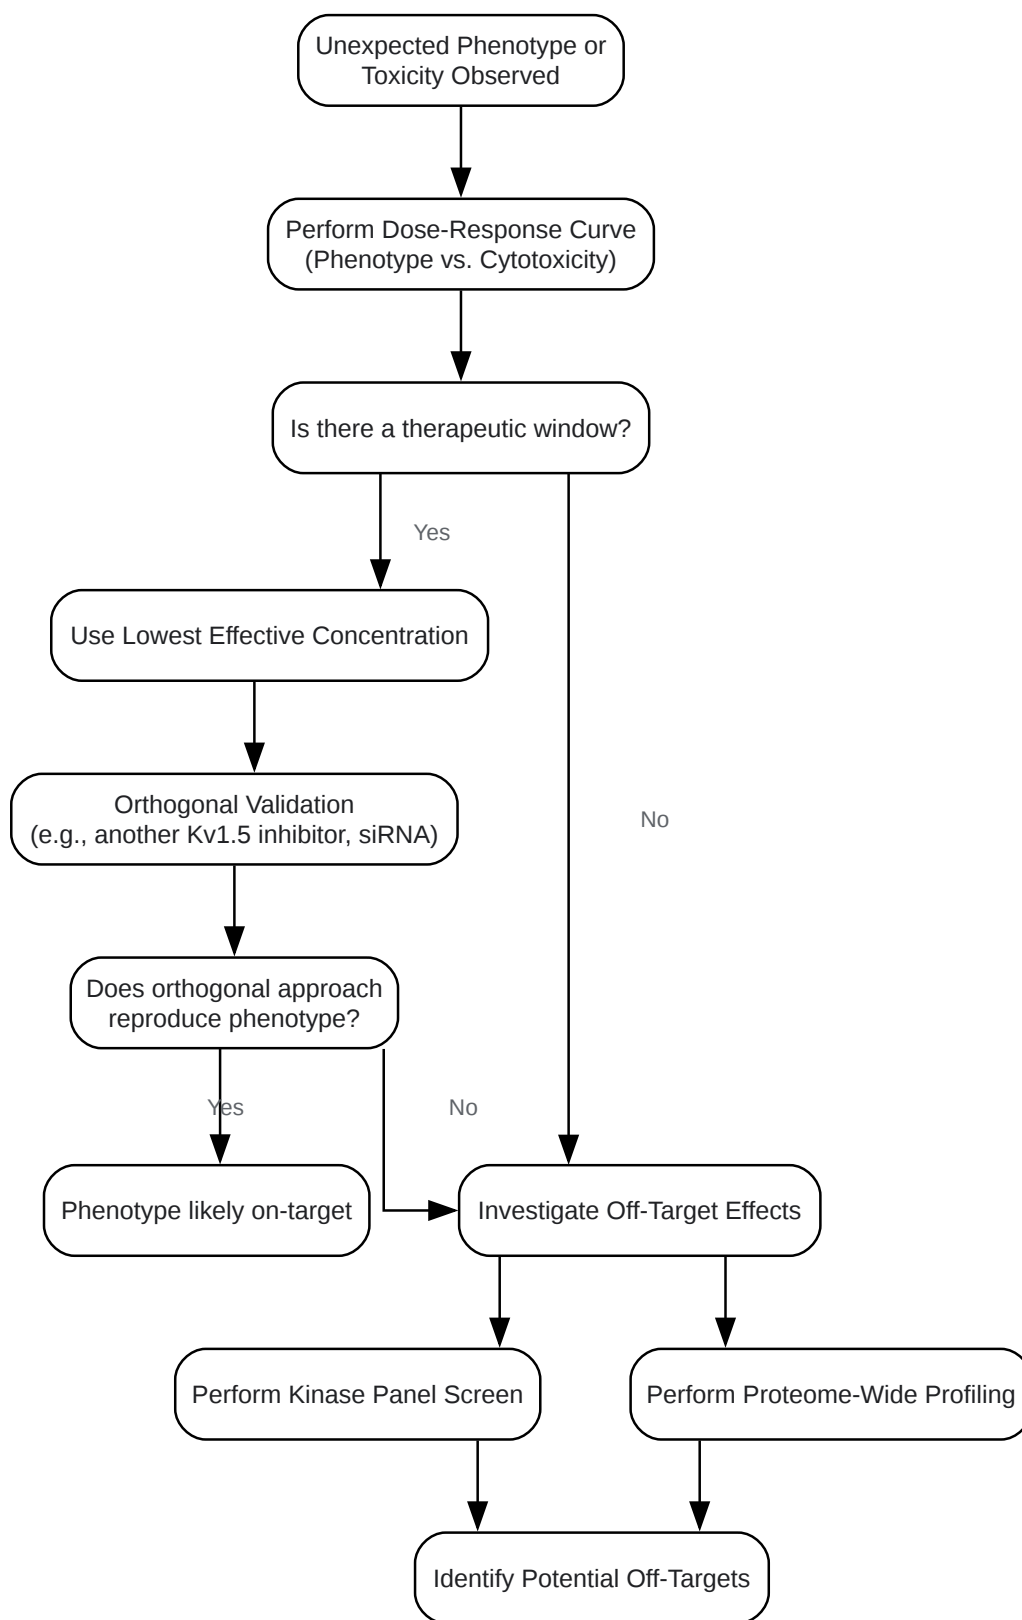 Unexpected Phenotype or
Toxicity Observed
Perform Dose-Response Curve
(Phenotype vs. Cytotoxicity)
Is there a therapeutic window?
Yes
Use Lowest Effective Concentration
Orthogonal Validation
(e.g., another Kv1.5 inhibitor, siRNA)
No
Does orthogonal approach
reproduce phenotype?
Yes
No
Phenotype likely on-target
Investigate Off-Target Effects
Perform Kinase Panel Screen
Perform Proteome-Wide Profiling
Identify Potential Off-Targets